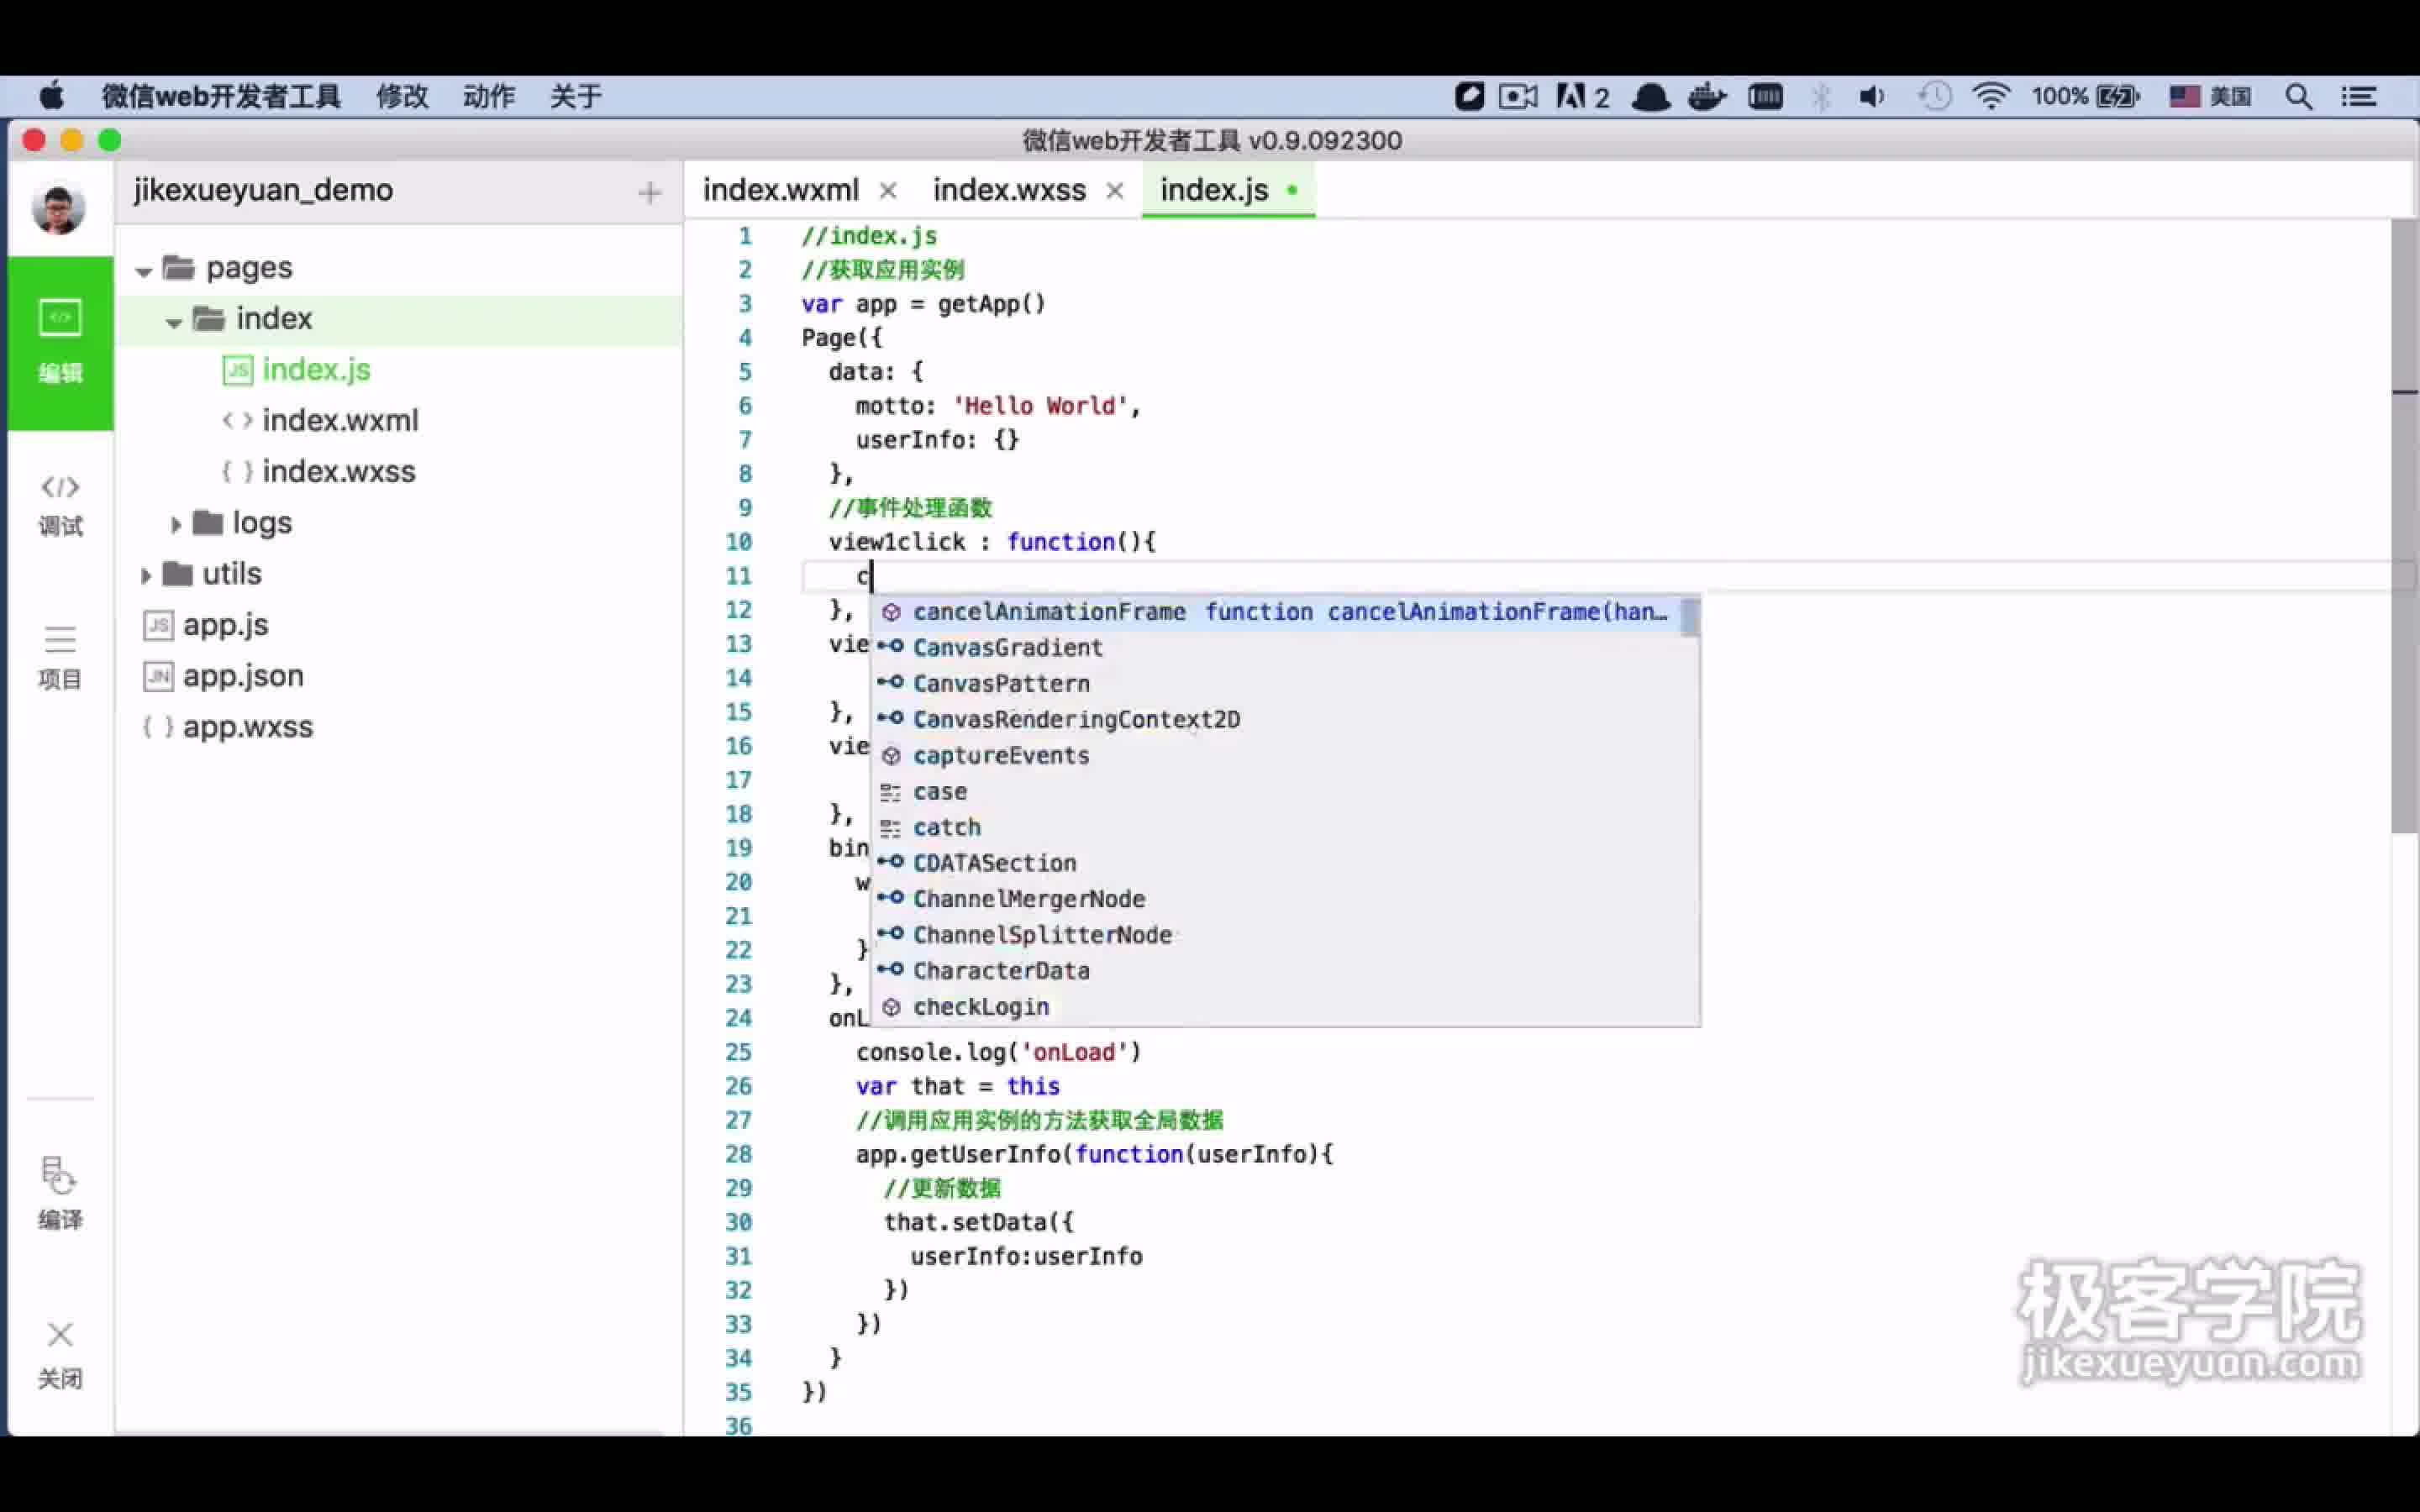 微信web开发者工具 修改 动作 关于
2 100% 美国
微信web开发者工具 v0.9.092300
jikexueyuan_demo +
index.wxml × index.wxss × index.js
编辑
调试
项目
编译
关闭
pages
index
JS index.js
<> index.wxml
{ } index.wxss
logs
utils
JS app.js
JN app.json
{ } app.wxss
1 //index.js
2 //获取应用实例
3 var app = getApp()
4 Page({
5 data: {
6 motto: 'Hello World',
7 userInfo: {}
8 },
9 //事件处理函数
10 view1click : function(){
11 c
12 },
13 vie
14
15 },
16 vie
17
18 },
19 bin
20 w
21
22 }
23 },
24 onL
cancelAnimationFrame function cancelAnimationFrame(han…
CanvasGradient
CanvasPattern
CanvasRenderingContext2D
captureEvents
case
catch
CDATASection
ChannelMergerNode
ChannelSplitterNode
CharacterData
checkLogin
25 console.log('onLoad')
26 var that = this
27 //调用应用实例的方法获取全局数据
28 app.getUserInfo(function(userInfo){
29 //更新数据
30 that.setData({
31 userInfo:userInfo
32 })
33 })
34 }
35 })
36
极客学院
jikexueyuan.com